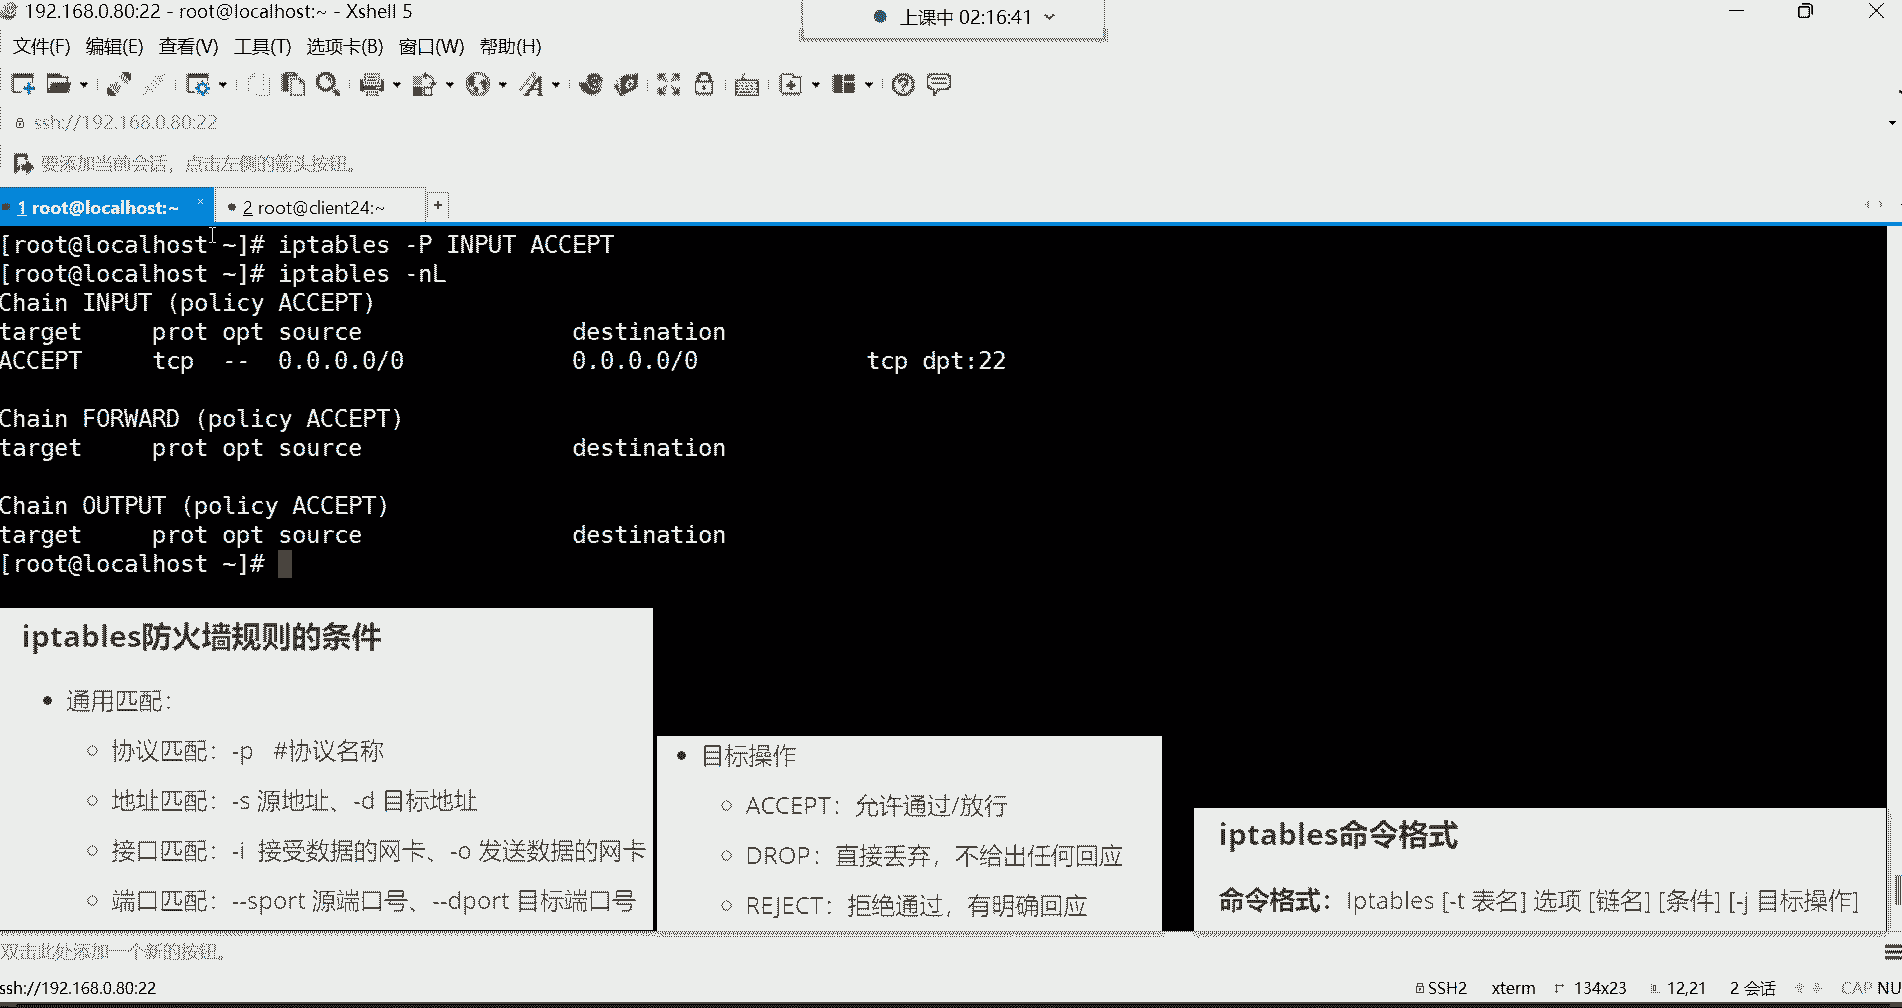 192.168.0.80:22 - root@localhost:~ - Xshell 5
上课中 02:16:41
文件(F) 编辑(E) 查看(V) 工具(T) 选项卡(B) 窗口(W) 帮助(H)
ssh://192.168.0.80:22
要添加当前会话，点击左侧的箭头按钮。
1 root@localhost:~ 2 root@client24:~
[root@localhost ~]# iptables -P INPUT ACCEPT
[root@localhost ~]# iptables -nL
Chain INPUT (policy ACCEPT)
target prot opt source destination
ACCEPT tcp -- 0.0.0.0/0 0.0.0.0/0 tcp dpt:22
Chain FORWARD (policy ACCEPT)
target prot opt source destination
Chain OUTPUT (policy ACCEPT)
target prot opt source destination
[root@localhost ~]#
iptables防火墙规则的条件
• 通用匹配：
○ 协议匹配：-p #协议名称
○ 地址匹配：-s 源地址、-d 目标地址
○ 接口匹配：-i 接受数据的网卡、-o 发送数据的网卡
○ 端口匹配：--sport 源端口号、--dport 目标端口号
• 目标操作
○ ACCEPT：允许通过/放行
○ DROP：直接丢弃，不给出任何回应
○ REJECT：拒绝通过，有明确回应
iptables命令格式
命令格式：Iptables [-t 表名] 选项 [链名] [条件] [-j 目标操作]
双击此处添加一个新的按钮。
ssh://192.168.0.80:22 SSH2 xterm 134x23 12,21 2 会话 CAP NU